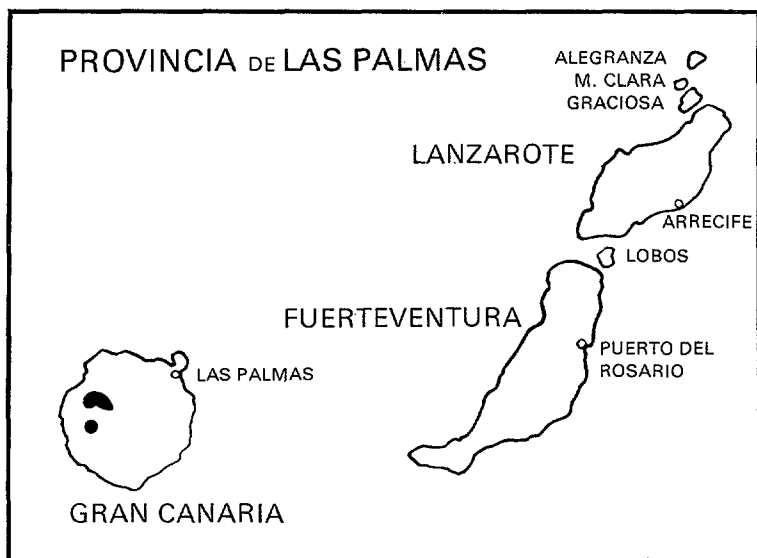 PROVINCIA DE LAS PALMAS
ALEGRANZA
M. CLARA
GRACIOSA
LANZAROTE
ARRECIFE
LOBOS
FUERTEVENTURA
PUERTO DEL
ROSARIO
LAS PALMAS
GRAN CANARIA